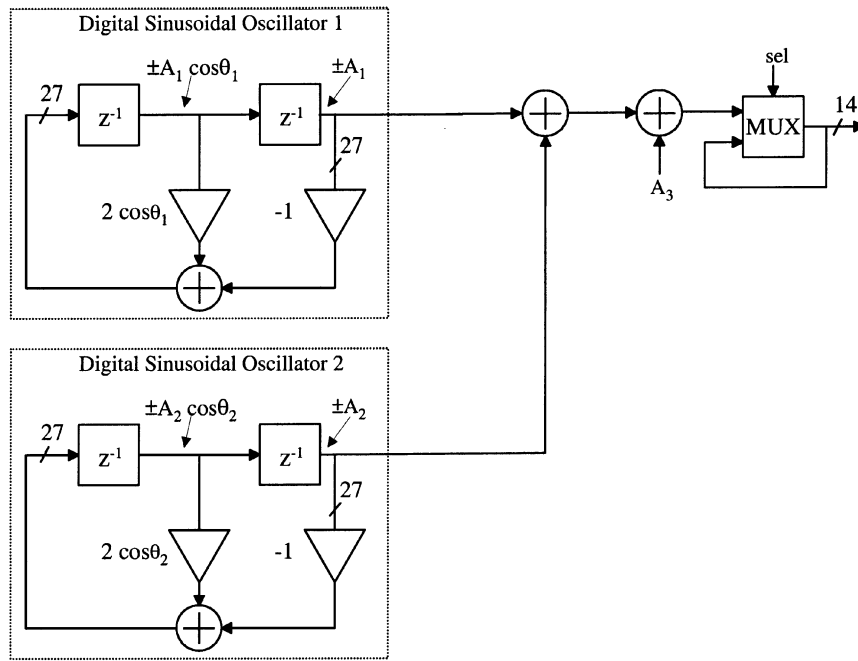 Digital Sinusoidal Oscillator 1
±A₁ cosθ₁
±A₁
27
z⁻¹
z⁻¹
27
2 cosθ₁
-1
sel
14
MUX
A₃
Digital Sinusoidal Oscillator 2
±A₂ cosθ₂
±A₂
27
z⁻¹
z⁻¹
27
2 cosθ₂
-1